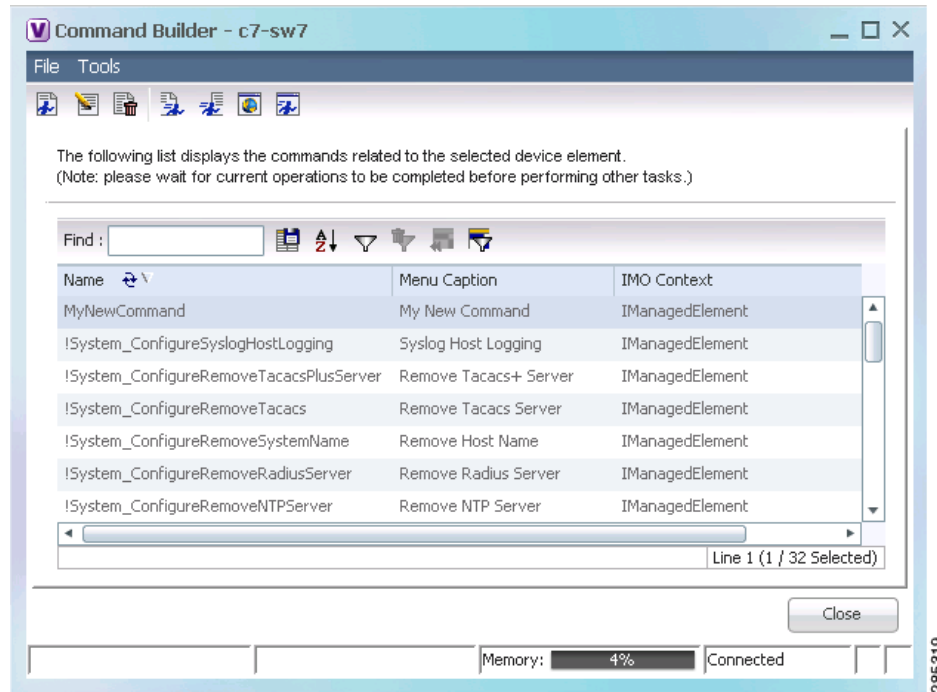 Command Builder - c7-sw7
File Tools
The following list displays the commands related to the selected device element.
(Note: please wait for current operations to be completed before performing other tasks.)
Find :
Name Menu Caption IMO Context
MyNewCommand My New Command IManagedElement
!System_ConfigureSyslogHostLogging Syslog Host Logging IManagedElement
!System_ConfigureRemoveTacacsPlusServer Remove Tacacs+ Server IManagedElement
!System_ConfigureRemoveTacacs Remove Tacacs Server IManagedElement
!System_ConfigureRemoveSystemName Remove Host Name IManagedElement
!System_ConfigureRemoveRadiusServer Remove Radius Server IManagedElement
!System_ConfigureRemoveNTPServer Remove NTP Server IManagedElement
Line 1 (1 / 32 Selected)
Close
Memory: 4% Connected